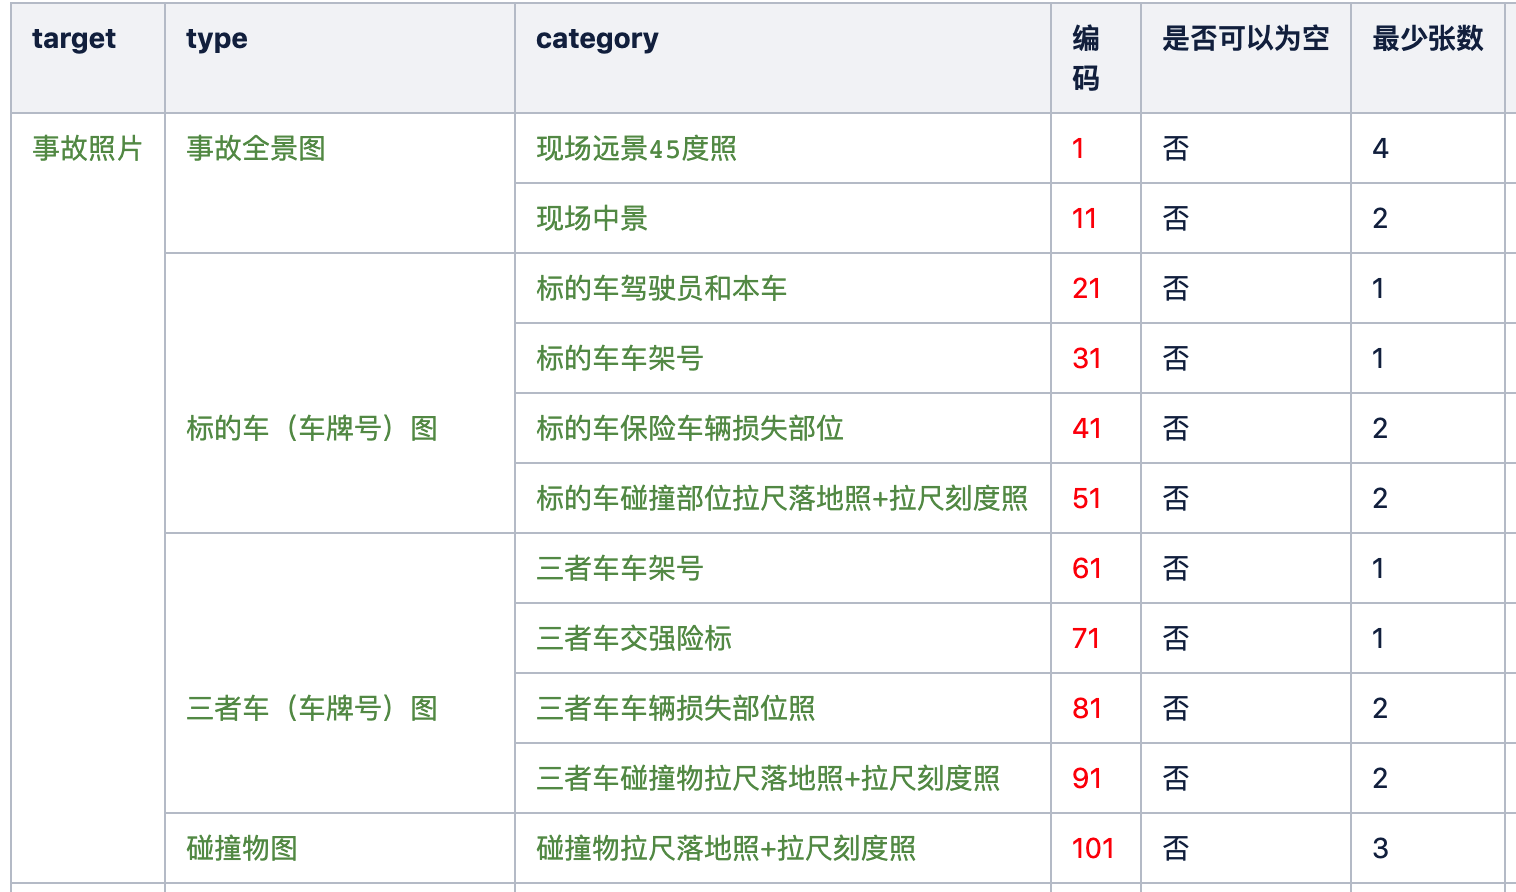 target type category 编码 是否可以为空 最少张数
事故照片 事故全景图 现场远景45度照 1 否 4
现场中景 11 否 2
标的车驾驶员和本车 21 否 1
标的车车架号 31 否 1
标的车（车牌号）图 标的车保险车辆损失部位 41 否 2
标的车碰撞部位拉尺落地照+拉尺刻度照 51 否 2
三者车车架号 61 否 1
三者车交强险标 71 否 1
三者车（车牌号）图 三者车车辆损失部位照 81 否 2
三者车碰撞物拉尺落地照+拉尺刻度照 91 否 2
碰撞物图 碰撞物拉尺落地照+拉尺刻度照 101 否 3